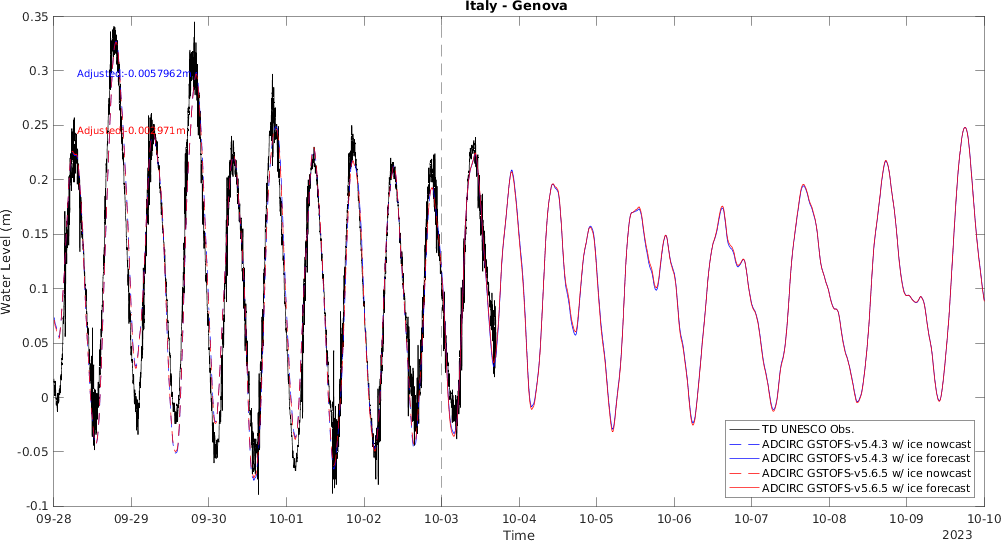 Italy - Genova
0.35
0.3
0.25
0.2
0.15
0.1
0.05
0
-0.05
-0.1
Water Level (m)
Adjusted:-0.0057962m
09-28
09-29
09-30
10-01
10-02
10-03
10-04
10-05
10-06
10-07
10-08
10-09
10-10
Time
2023
TD UNESCO Obs.
ADCIRC GSTOFS-v5.4.3 w/ ice nowcast
ADCIRC GSTOFS-v5.4.3 w/ ice forecast
ADCIRC GSTOFS-v5.6.5 w/ ice nowcast
ADCIRC GSTOFS-v5.6.5 w/ ice forecast